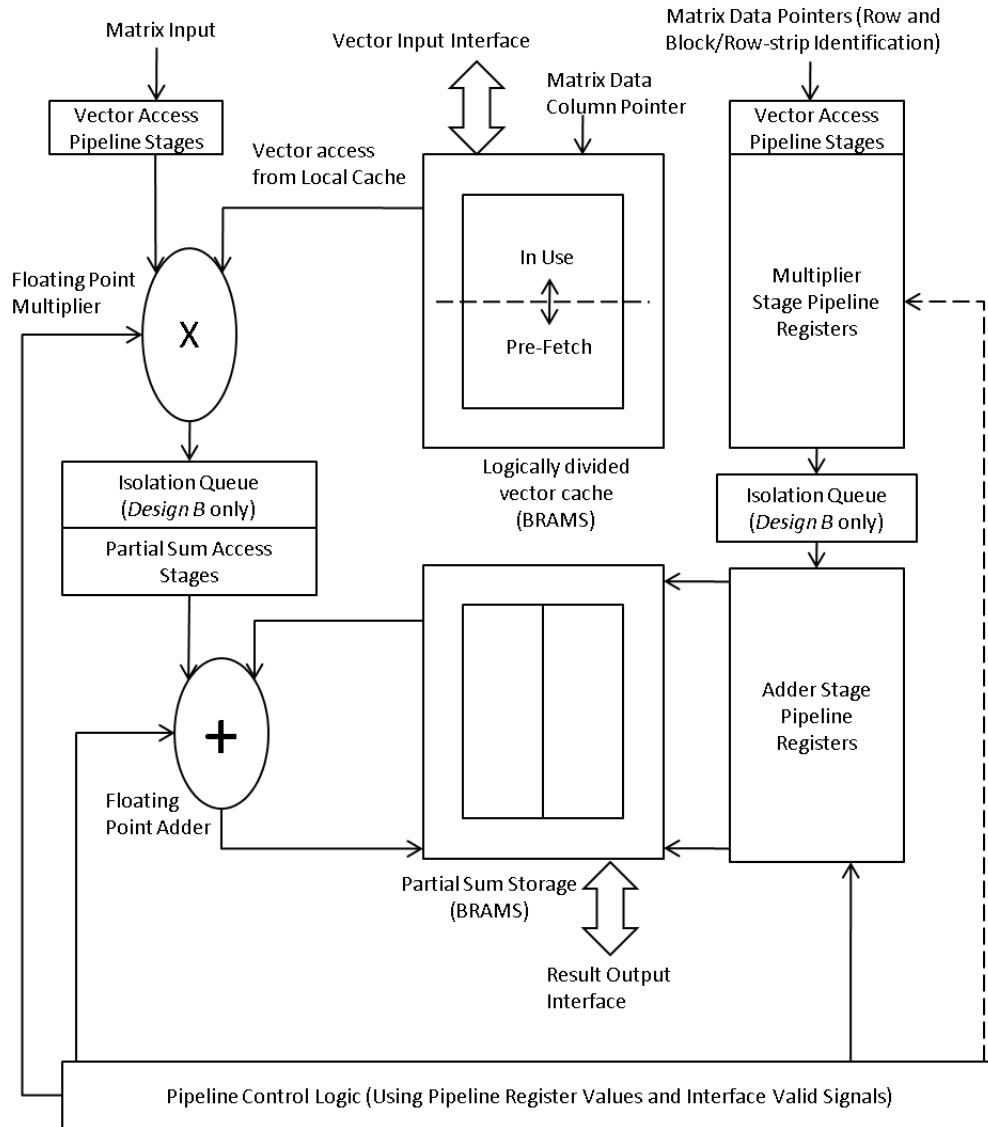 Matrix Input
Vector Input Interface
Matrix Data Pointers (Row and
Block/Row-strip Identification)
Matrix Data
Column Pointer
Vector Access
Pipeline Stages
Vector access
from Local Cache
Vector Access
Pipeline Stages
Floating Point
Multiplier
X
In Use
Pre-Fetch
Multiplier
Stage Pipeline
Registers
Logically divided
vector cache
(BRAMS)
Isolation Queue
(Design B only)
Partial Sum Access
Stages
Isolation Queue
(Design B only)
+
Floating
Point Adder
Adder Stage
Pipeline
Registers
Partial Sum Storage
(BRAMS)
Result Output
Interface
Pipeline Control Logic (Using Pipeline Register Values and Interface Valid Signals)